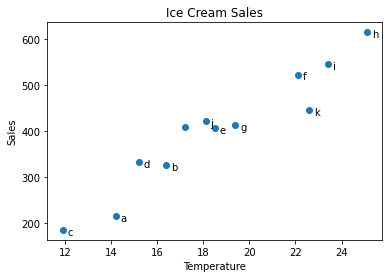 Ice Cream Sales
600
500
400
300
200
Sales
h
i
f
k
j
e
g
d
b
a
c
12 14 16 18 20 22 24
Temperature